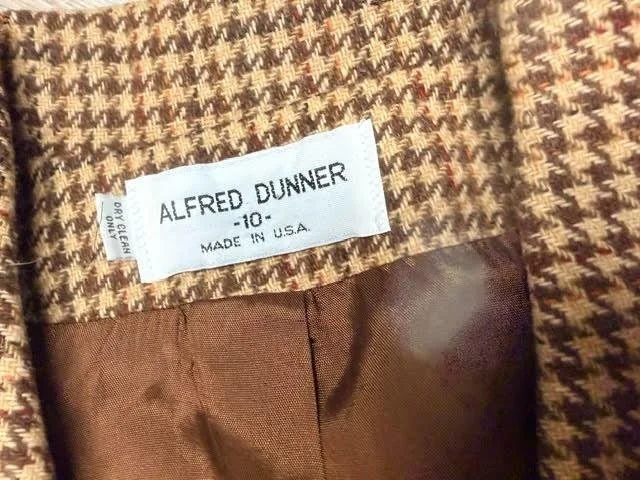 ALFRED DUNNER
-10-
MADE IN U.S.A.
DRY CLEAN
ONLY